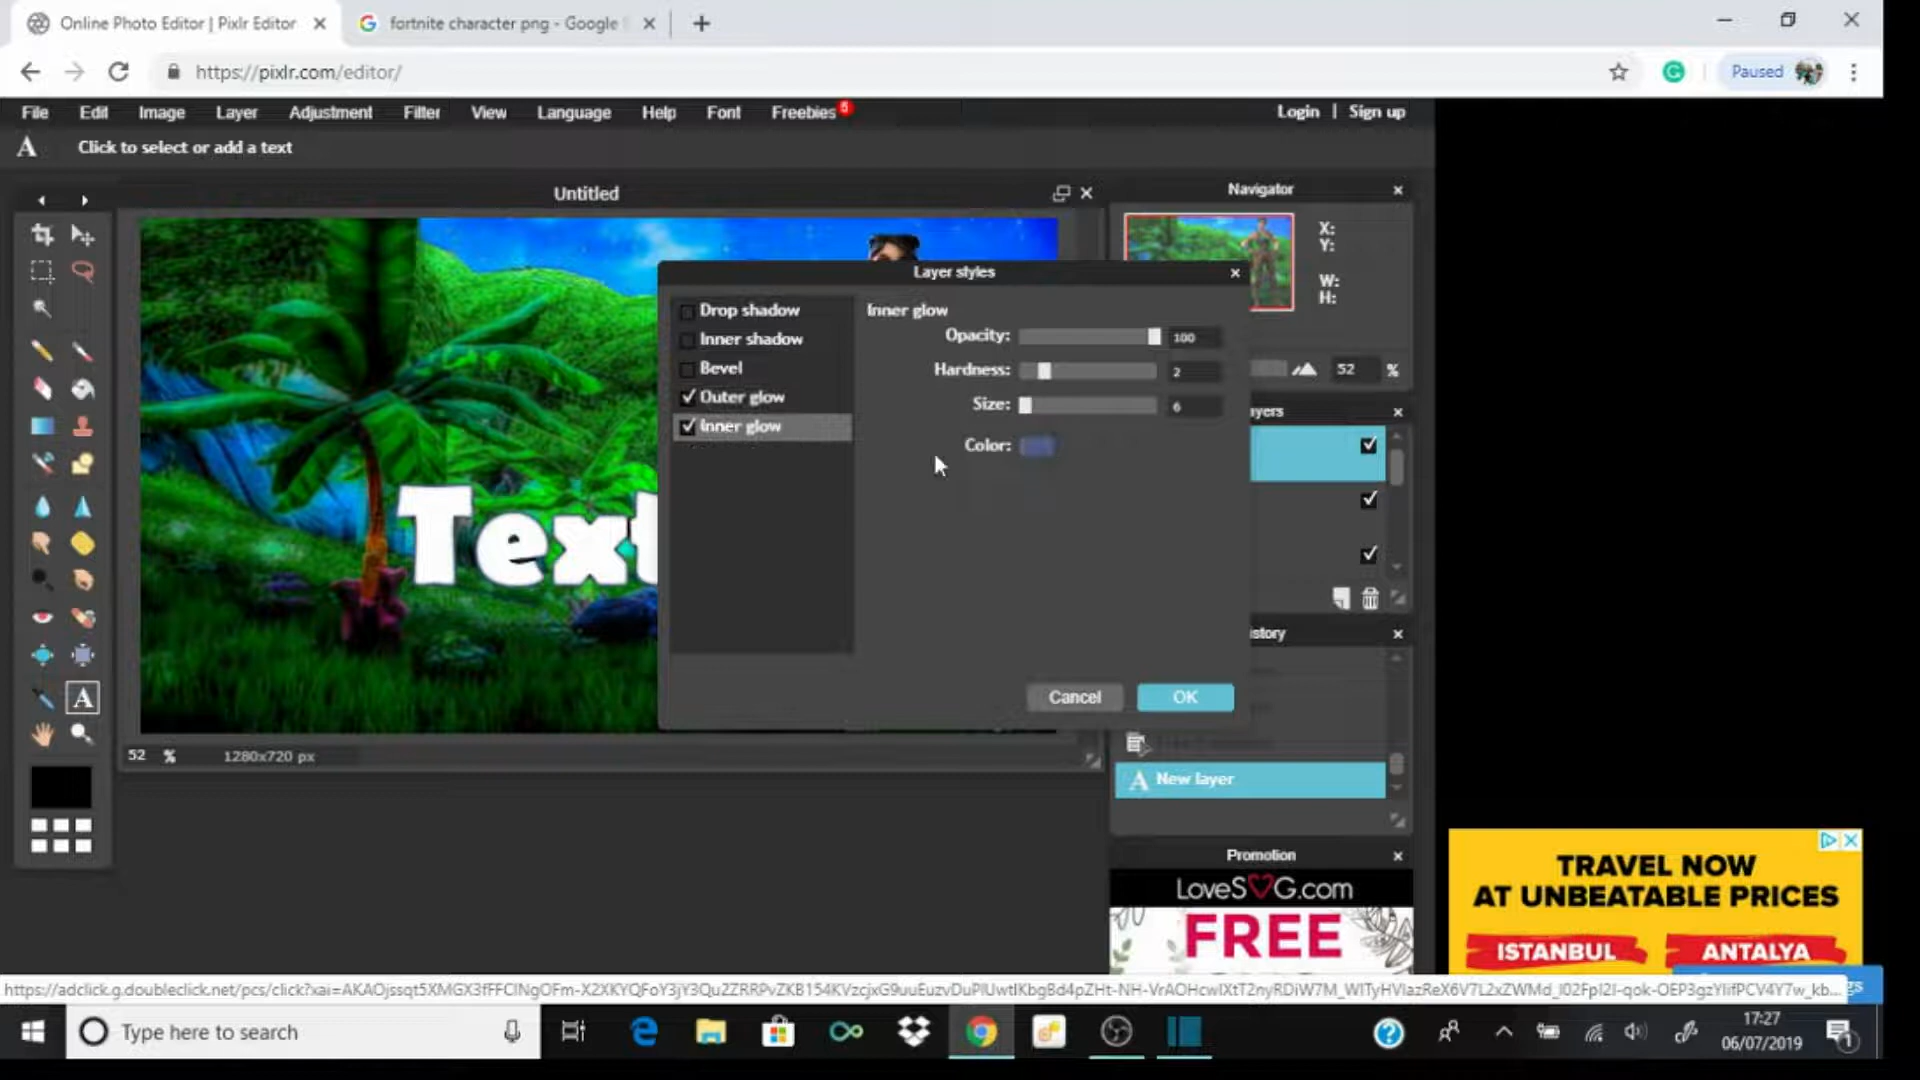 Online Photo Editor | Pixlr Editor
fortnite character png - Google
https://pixlr.com/editor/
Paused
File Edit Image Layer Adjustment Filter View Language Help Font Freebies 5
Login | Sign up
A Click to select or add a text
Untitled
Navigator
X:
Y:
W:
H:
52 %
Layer styles
Drop shadow
Inner shadow
Bevel
Outer glow
Inner glow
Inner glow
Opacity: 100
Hardness: 2
Size: 6
Color:
Cancel OK
Text
yers
istory
A New layer
52 % 1280x720 px
Promotion
LoveSVG.com
FREE
TRAVEL NOW
AT UNBEATABLE PRICES
ISTANBUL ANTALYA
Type here to search
17:27
06/07/2019
1